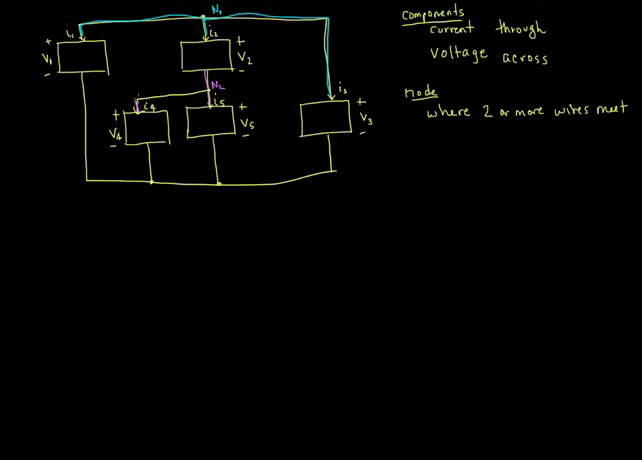 N₁
i₁
i₂
+
V₁
-
+
V₂
-
N₂
i₃
i₄
i₅
+
V₄
-
+
V₅
-
+
V₃
-
Components
current through
Voltage across
node
where 2 or more wires meet